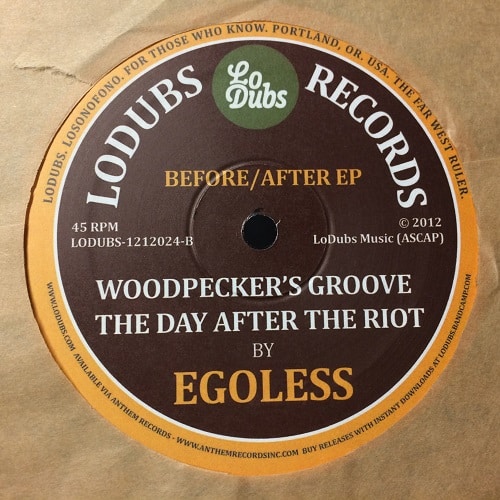 LODUBS. LOSONOFONO. FOR THOSE WHO KNOW. PORTLAND, OR. USA. THE FAR WEST RULER.
LODUBS RECORDS
Lo
Dubs
BEFORE/AFTER EP
45 RPM
LODUBS-1212024-B
© 2012
LoDubs Music (ASCAP)
WOODPECKER'S GROOVE
THE DAY AFTER THE RIOT
BY
EGOLESS
WWW.LODUBS.COM AVAILABLE VIA ANTHEM RECORDS - WWW.ANTHEMRECORDSINC.COM BUY RELEASES WITH INSTANT DOWNLOADS AT LODUBS.BANDCAMP.COM